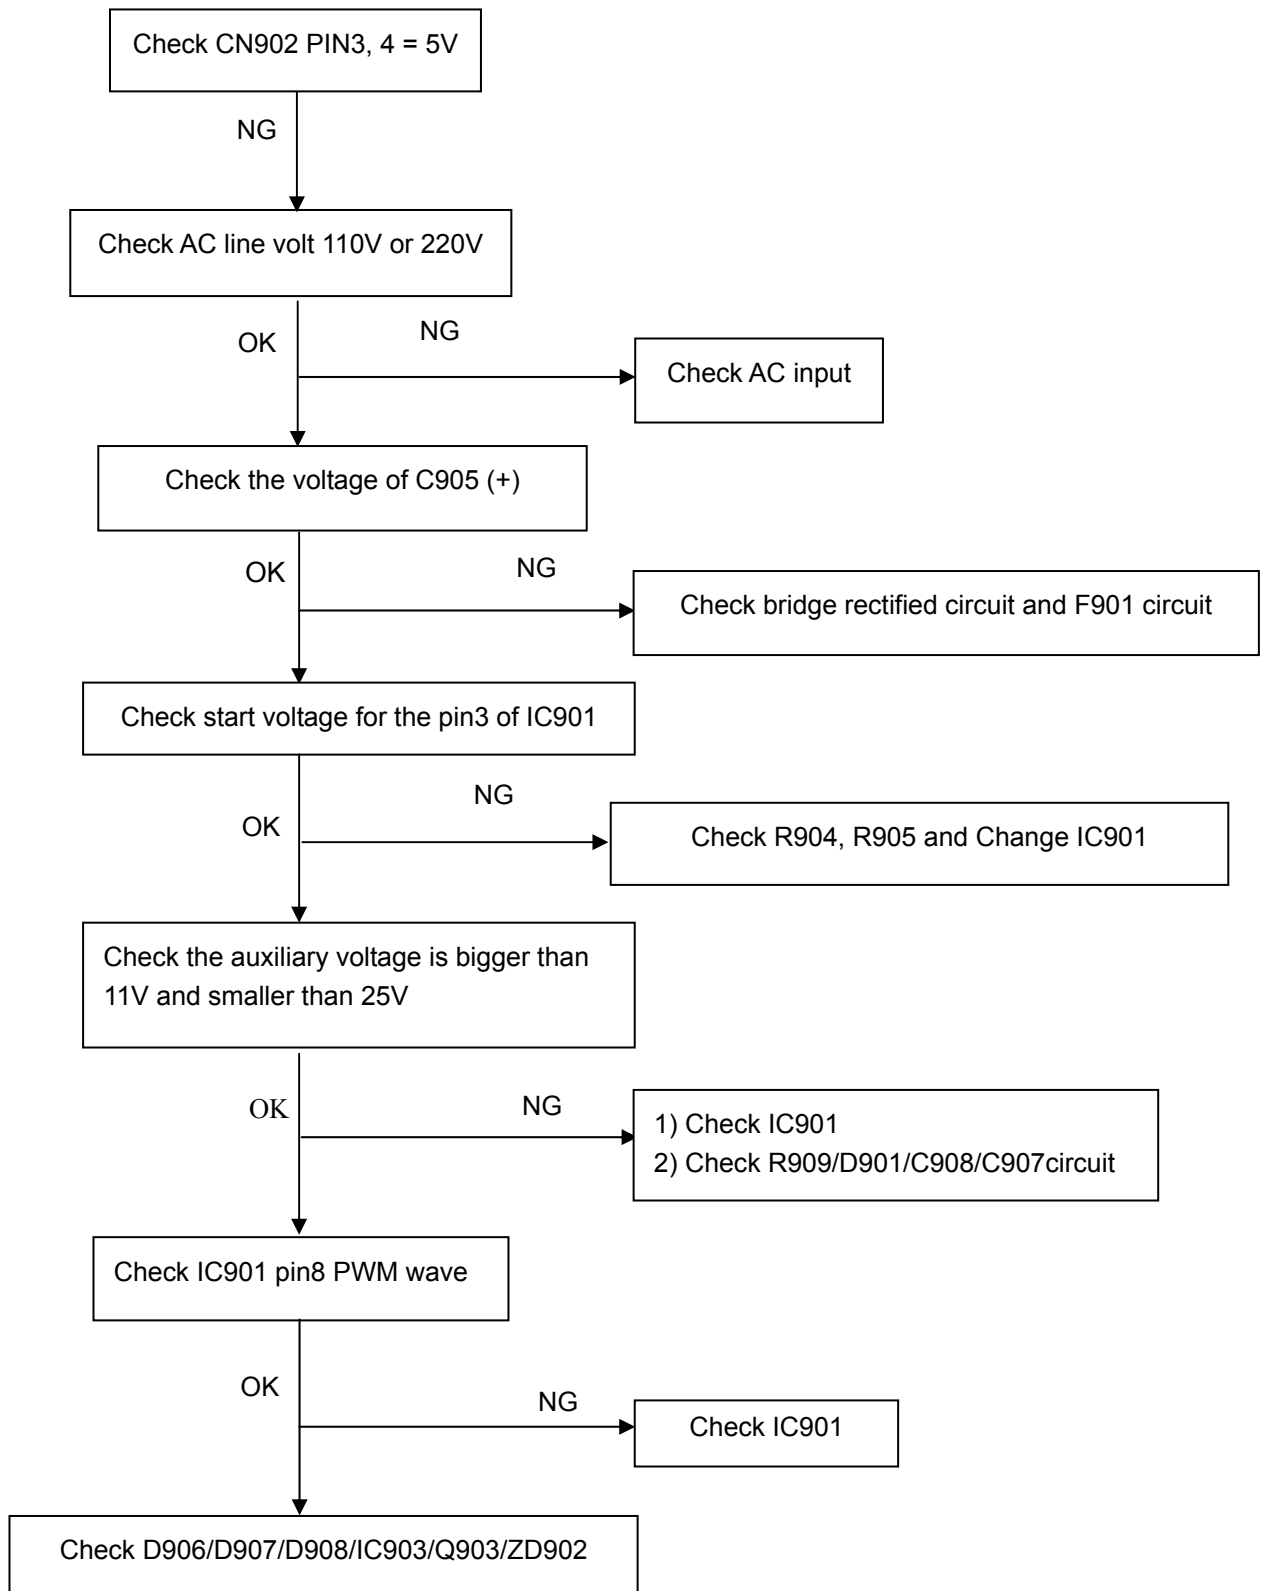 Check CN902 PIN3, 4 = 5V
NG
Check AC line volt 110V or 220V
OK
NG
Check AC input
Check the voltage of C905 (+)
OK
NG
Check bridge rectified circuit and F901 circuit
Check start voltage for the pin3 of IC901
NG
OK
Check R904, R905 and Change IC901
Check the auxiliary voltage is bigger than
11V and smaller than 25V
OK
NG
1) Check IC901
2) Check R909/D901/C908/C907circuit
Check IC901 pin8 PWM wave
OK
NG
Check IC901
Check D906/D907/D908/IC903/Q903/ZD902